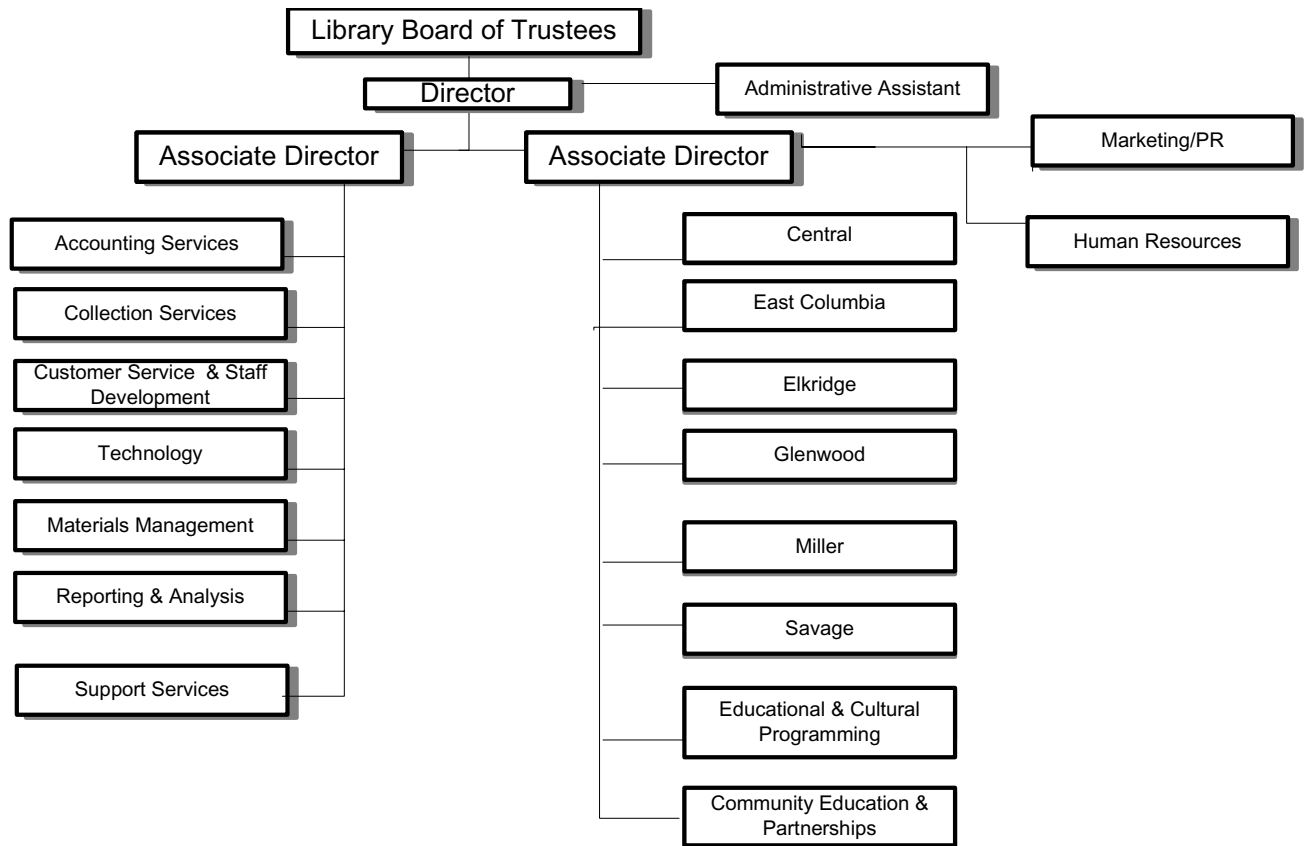 Library Board of Trustees
Director
Administrative Assistant
Associate Director
Associate Director
Marketing/PR
Human Resources
Accounting Services
Collection Services
Customer Service & Staff
Development
Technology
Materials Management
Reporting & Analysis
Support Services
Central
East Columbia
Elkridge
Glenwood
Miller
Savage
Educational & Cultural
Programming
Community Education &
Partnerships